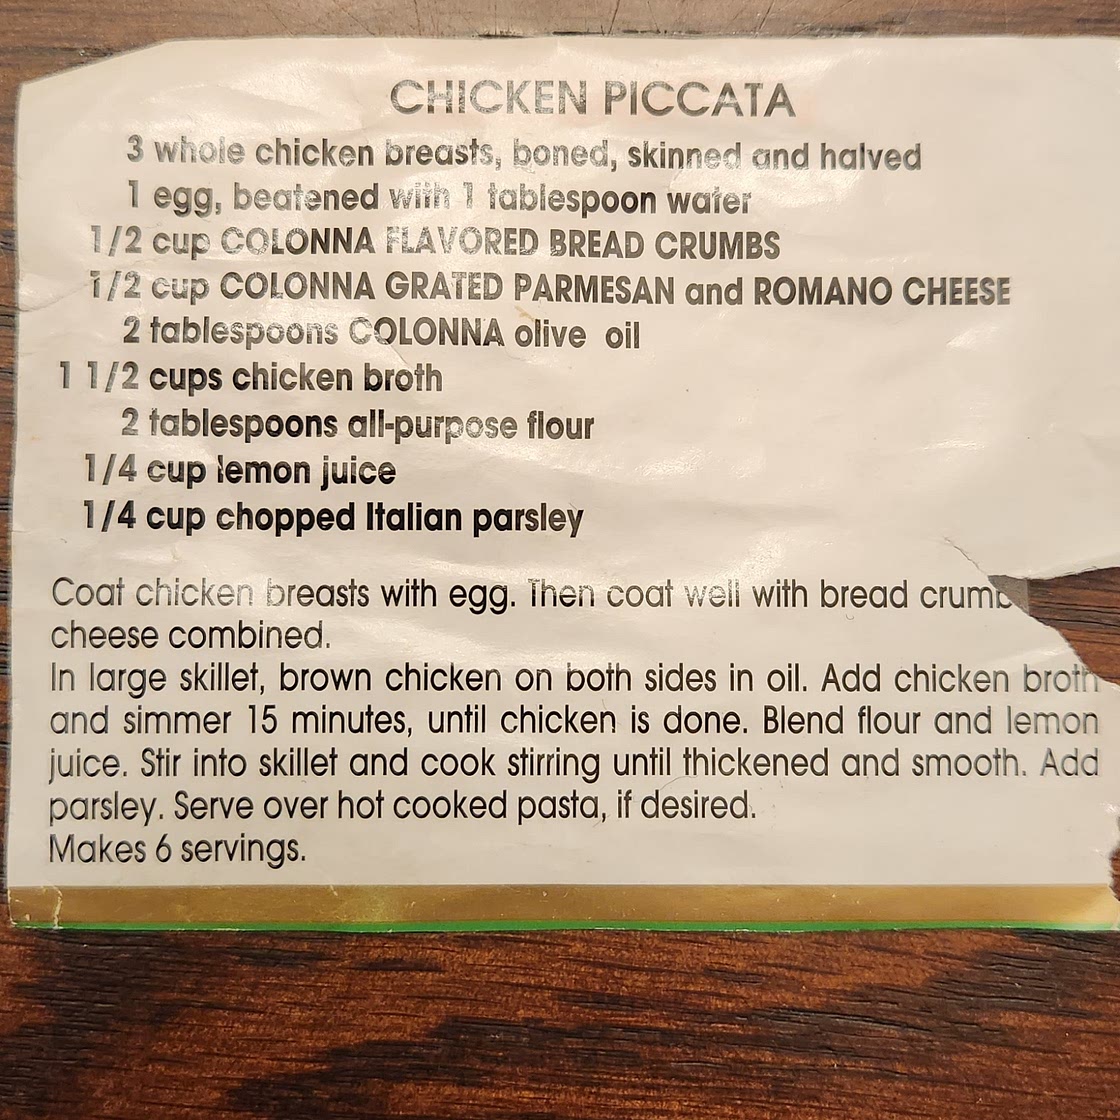 CHICKEN PICCATA
3 whole chicken breasts, boned, skinned and halved
1 egg, beatened with 1 tablespoon water
1/2 cup COLONNA FLAVORED BREAD CRUMBS
1/2 cup COLONNA GRATED PARMESAN and ROMANO CHEESE
2 tablespoons COLONNA olive oil
1 1/2 cups chicken broth
2 tablespoons all-purpose flour
1/4 cup lemon juice
1/4 cup chopped Italian parsley
Coat chicken breasts with egg. Then coat well with bread crumb
cheese combined.
In large skillet, brown chicken on both sides in oil. Add chicken broth
and simmer 15 minutes, until chicken is done. Blend flour and lemon
juice. Stir into skillet and cook stirring until thickened and smooth. Add
parsley. Serve over hot cooked pasta, if desired.
Makes 6 servings.